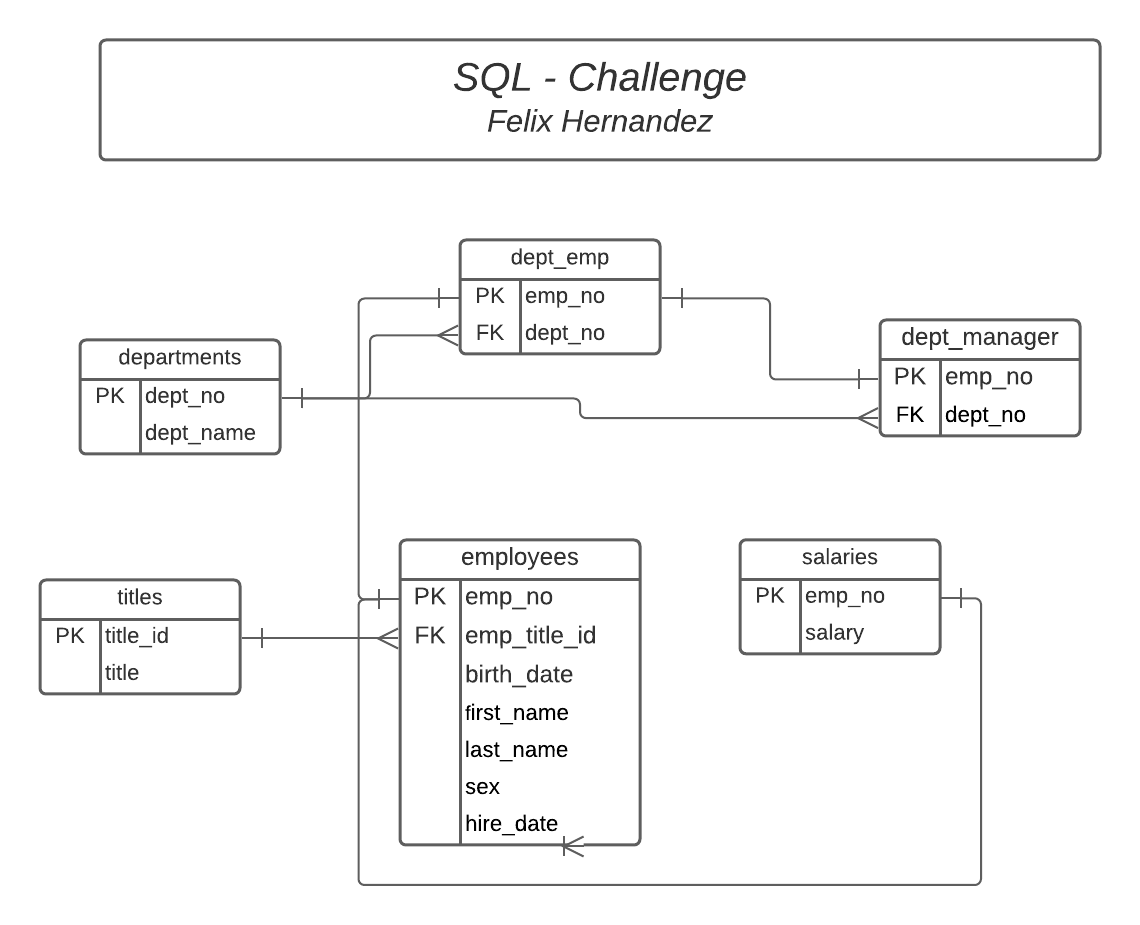 SQL - Challenge
Felix Hernandez
dept_emp
PK emp_no
FK dept_no
departments
PK dept_no
dept_name
dept_manager
PK emp_no
FK dept_no
titles
PK title_id
title
employees
PK emp_no
FK emp_title_id
birth_date
first_name
last_name
sex
hire_date
salaries
PK emp_no
salary